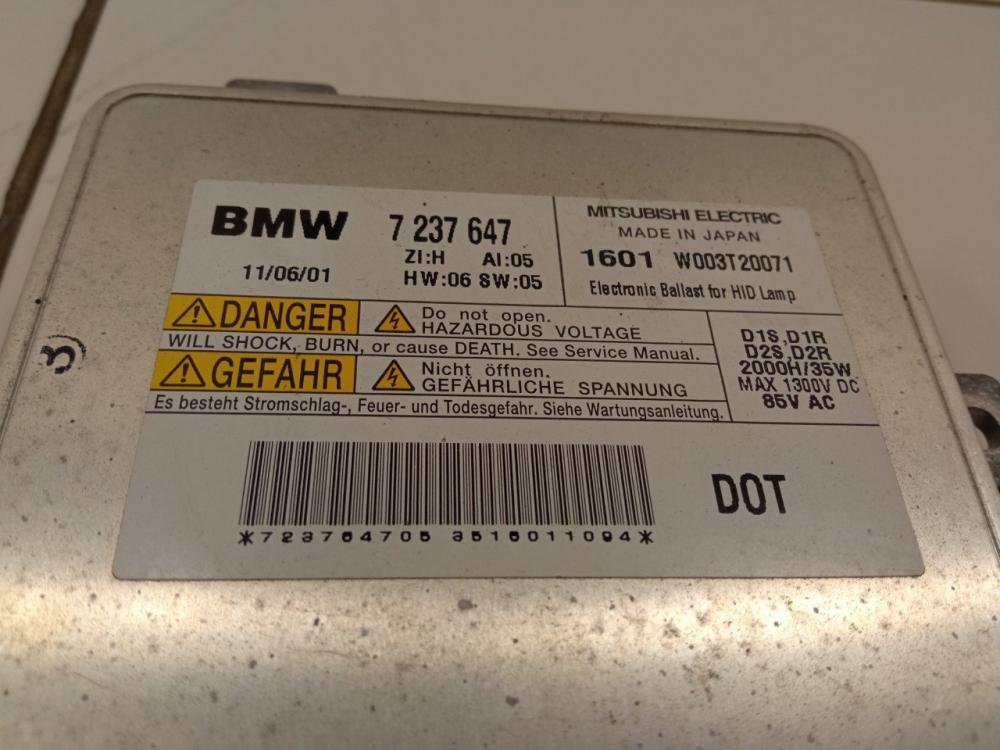 BMW 7 237 647
11/06/01
ZI:H AI:05
HW:06 SW:05
MITSUBISHI ELECTRIC
MADE IN JAPAN
1601 W003T20071
Electronic Ballast for HID Lamp
DANGER
Do not open.
HAZARDOUS VOLTAGE
WILL SHOCK, BURN, or cause DEATH. See Service Manual.
GEFAHR
Nicht öffnen.
GEFÄHRLICHE SPANNUNG
Es besteht Stromschlag-, Feuer- und Todesgefahr. Siehe Wartungsanleitung.
D1S,D1R
D2S,D2R
2000H/35W
MAX 1300V DC
85V AC
*723764705 3516011094*
DOT
3